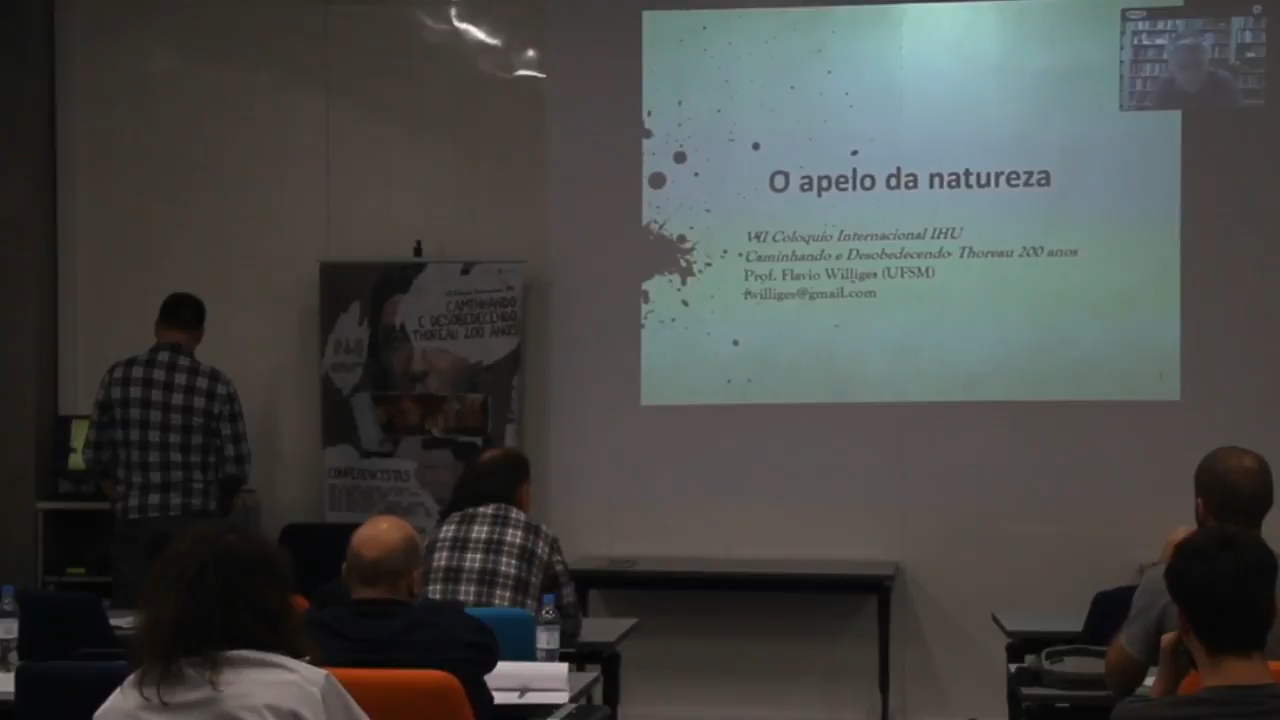 O apelo da natureza
VII Coloquio Internacional IHU
Caminhando e Desobedecendo Thoreau 200 anos
Prof. Flavio Williges (UFSM)
fwilliges@gmail.com
CAMINHANDO
E DESOBEDECENDO
THOREAU 200 ANOS
CONFERENCISTAS